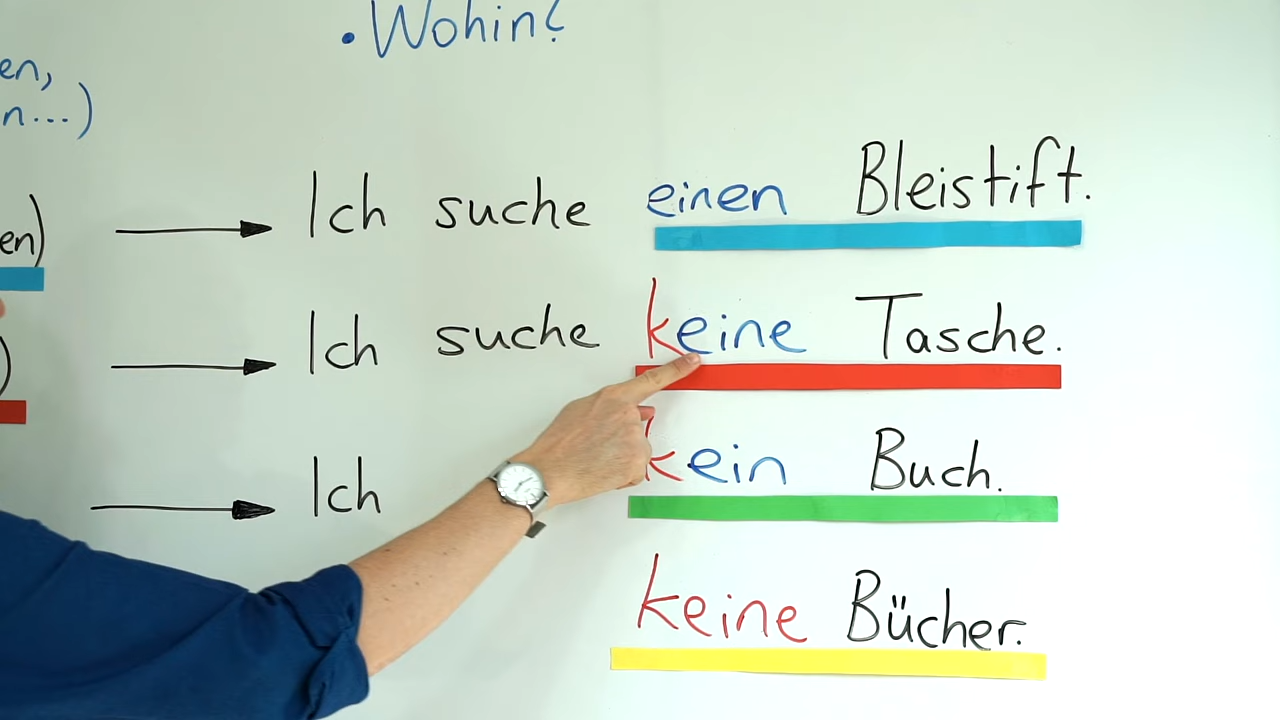 • Wohin?
en,
n...)
Ich suche einen Bleistift.
en)
Ich suche keine Tasche.
)
Ich kein Buch.
keine Bücher.